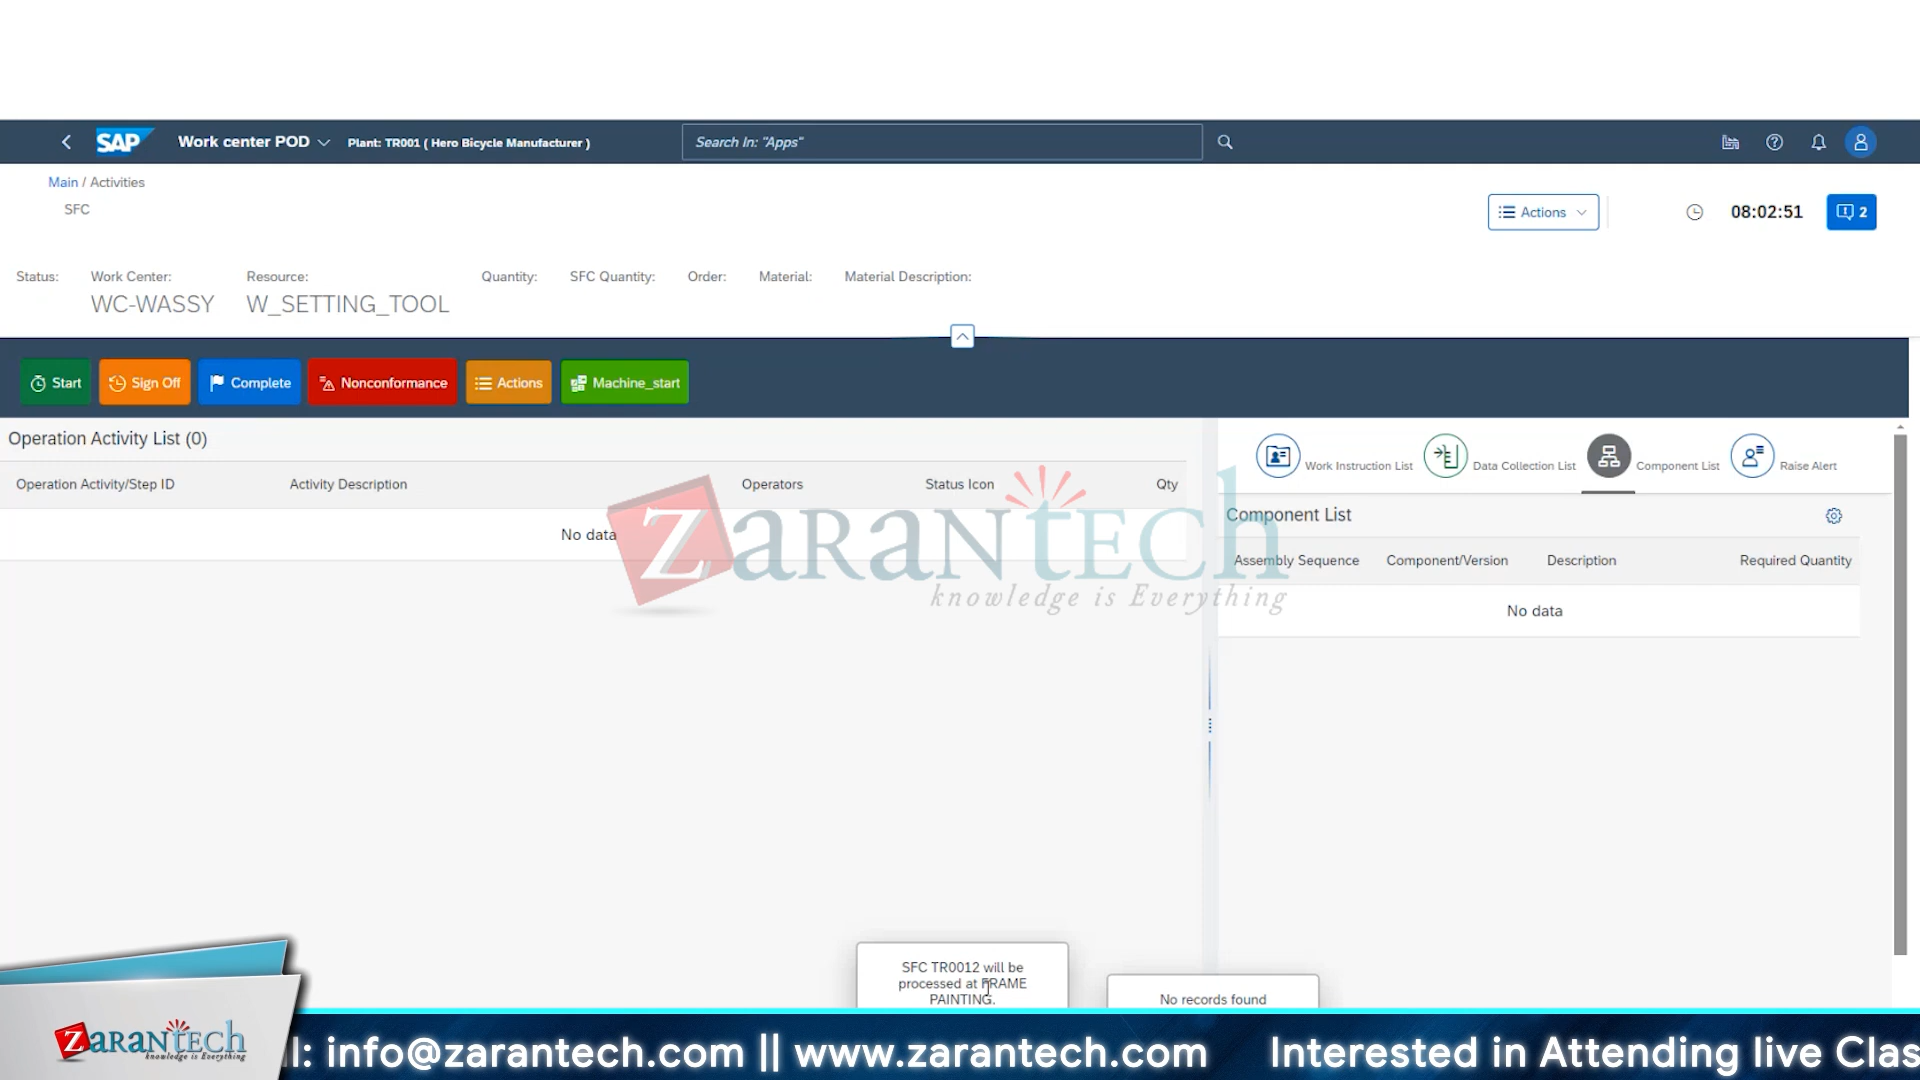 SAP Work center POD Plant: TR001 ( Hero Bicycle Manufacturer ) Search In: "Apps"
Main / Activities
SFC
Actions 08:02:51 2
Status: Work Center: Resource: Quantity: SFC Quantity: Order: Material: Material Description:
WC-WASSY W_SETTING_TOOL
Start Sign Off Complete Nonconformance Actions Machine_start
Operation Activity List (0)
Operation Activity/Step ID Activity Description Operators Status Icon Qty
No data
Work Instruction List Data Collection List Component List Raise Alert
Component List
Assembly Sequence Component/Version Description Required Quantity
No data
ZARANTECH
knowledge is Everything
SFC TR0012 will be
processed at FRAME
PAINTING.
No records found
ZARANTECH
knowledge is Everything
l: info@zarantech.com || www.zarantech.com Interested in Attending live Clas